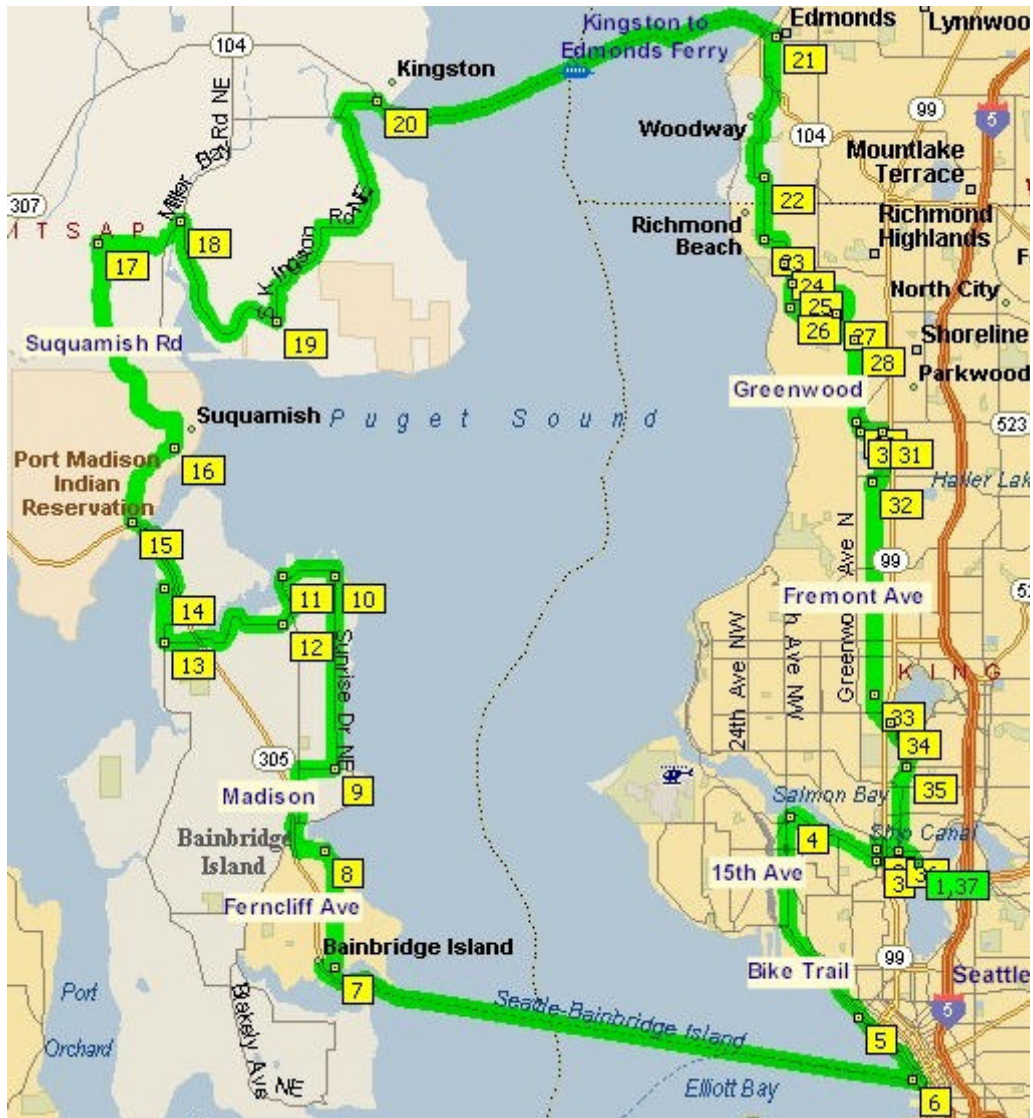 Kingston to
Edmonds Ferry
Edmonds
Lynnwoo
21
104
Kingston
20
99
5
Woodway
104
Mountlake
Terrace
Miller Bay Rd NE
307
MTSAP
22
Richmond
Beach
Richmond
Highlands
18
17
S Kingston Rd NE
23
24
North City
25
26
27
19
Suquamish Rd
Shoreline
28
Greenwood
Parkwood
Suquamish
Puget Sound
523
31
16
Port Madison
Indian
Reservation
Haller Lak
32
15
Greenwood Ave N
99
11
10
14
Fremont Ave
12
13
Sunrise Dr NE
24th Ave NW
h Ave NW
KING
33
34
305
9
35
Madison
Salmon Bay
Ship Canal
4
Bainbridge
Island
8
15th Ave
3
1,37
Ferncliff Ave
Bainbridge Island
99
Bike Trail
Seattle
7
Port
Orchard
Seattle-Bainbridge Island
5
5
Blakely Ave NE
Elliott Bay
6